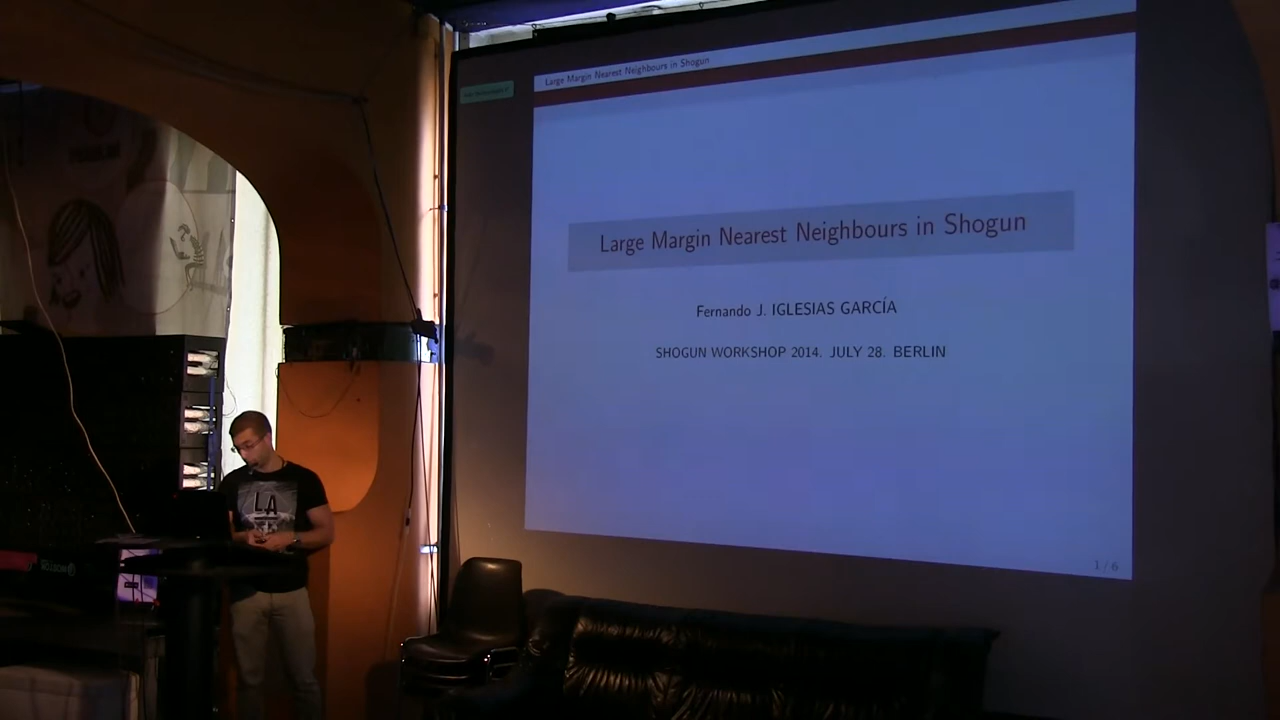 Large Margin Nearest Neighbours in Shogun
Large Margin Nearest Neighbours in Shogun
Fernando J. IGLESIAS GARCÍA
SHOGUN WORKSHOP 2014. JULY 28. BERLIN
1 / 6
LA